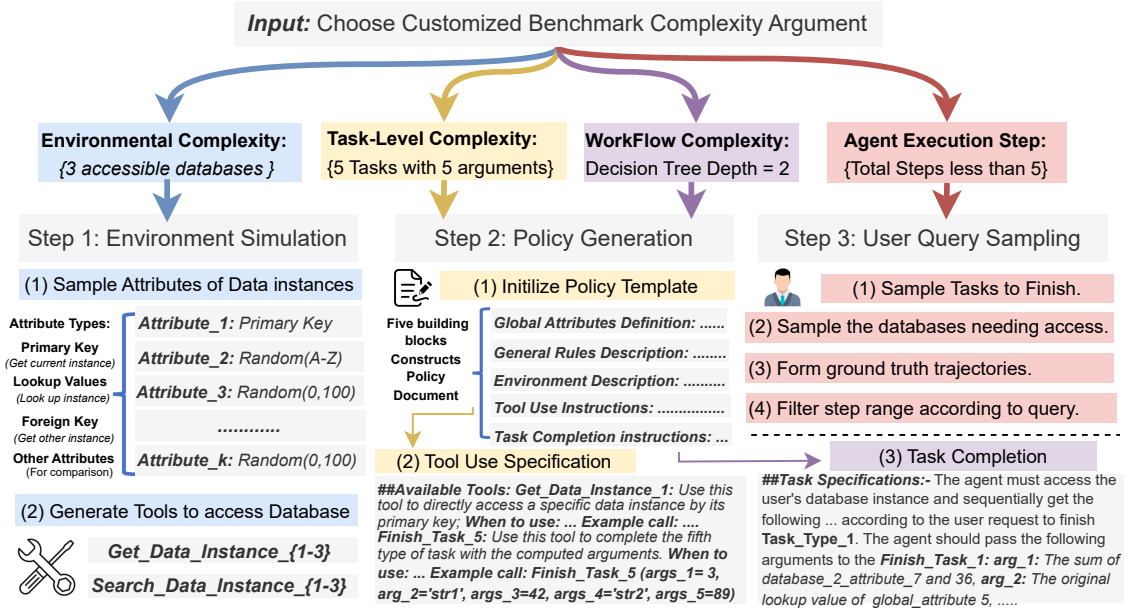 Input: Choose Customized Benchmark Complexity Argument
Environmental Complexity:
{3 accessible databases }
Task-Level Complexity:
{5 Tasks with 5 arguments}
WorkFlow Complexity:
Decision Tree Depth = 2
Agent Execution Step:
{Total Steps less than 5}
Step 1: Environment Simulation
(1) Sample Attributes of Data instances
Attribute Types:
Primary Key
(Get current instance)
Lookup Values
(Look up instance)
Foreign Key
(Get other instance)
Other Attributes
(For comparison)
Attribute_1: Primary Key
Attribute_2: Random(A-Z)
Attribute_3: Random(0,100)
............
Attribute_k: Random(0,100)
(2) Generate Tools to access Database
Get_Data_Instance_{1-3}
Search_Data_Instance_{1-3}
Step 2: Policy Generation
(1) Initilize Policy Template
Five building
blocks
Constructs
Policy
Document
Global Attributes Definition: ......
General Rules Description: ........
Environment Description: ..........
Tool Use Instructions: ................
Task Completion instructions: ...
(2) Tool Use Specification
##Available Tools: Get_Data_Instance_1: Use this
tool to directly access a specific data instance by its
primary key; When to use: ... Example call: ....
Finish_Task_5: Use this tool to complete the fifth
type of task with the computed arguments. When to
use: ... Example call: Finish_Task_5 (args_1= 3,
arg_2='str1', args_3=42, args_4='str2', args_5=89)
Step 3: User Query Sampling
(1) Sample Tasks to Finish.
(2) Sample the databases needing access.
(3) Form ground truth trajectories.
(4) Filter step range according to query.
(3) Task Completion
##Task Specifications:- The agent must access the
user's database instance and sequentially get the
following ... according to the user request to finish
Task_Type_1. The agent should pass the following
arguments to the Finish_Task_1: arg_1: The sum of
database_2_attribute_7 and 36, arg_2: The original
lookup value of global_attribute 5, .....